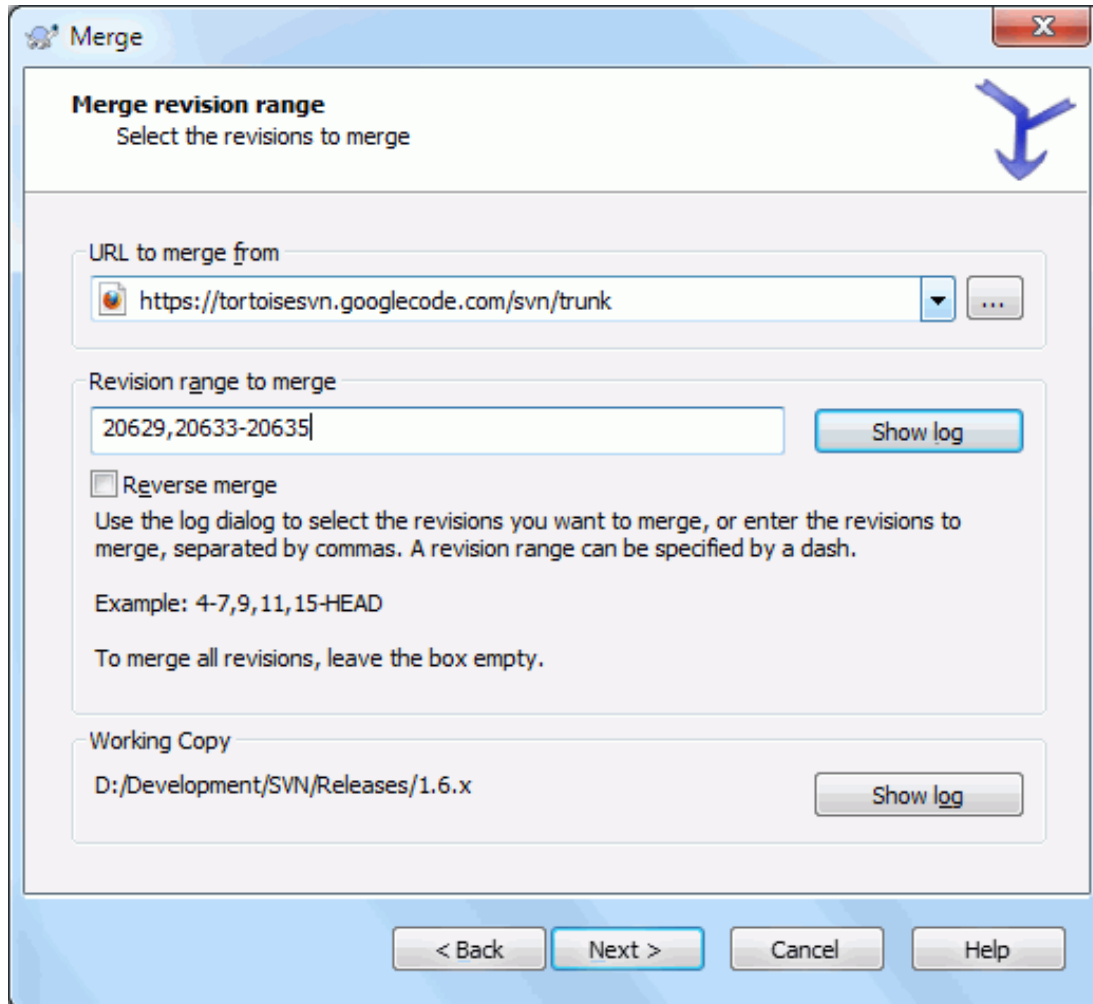 Merge
X
Merge revision range
Select the revisions to merge
URL to merge from
https://tortoisesvn.googlecode.com/svn/trunk
...
Revision range to merge
20629,20633-20635
Show log
Reverse merge
Use the log dialog to select the revisions you want to merge, or enter the revisions to
merge, separated by commas. A revision range can be specified by a dash.
Example: 4-7,9,11,15-HEAD
To merge all revisions, leave the box empty.
Working Copy
D:/Development/SVN/Releases/1.6.x
Show log
< Back
Next >
Cancel
Help